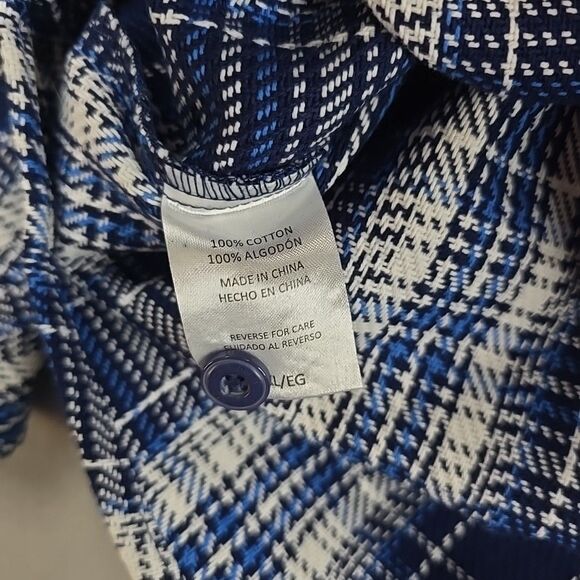 100% COTTON
100% ALGODÓN
MADE IN CHINA
HECHO EN CHINA
REVERSE FOR CARE
CUIDADO AL REVERSO
L/EG